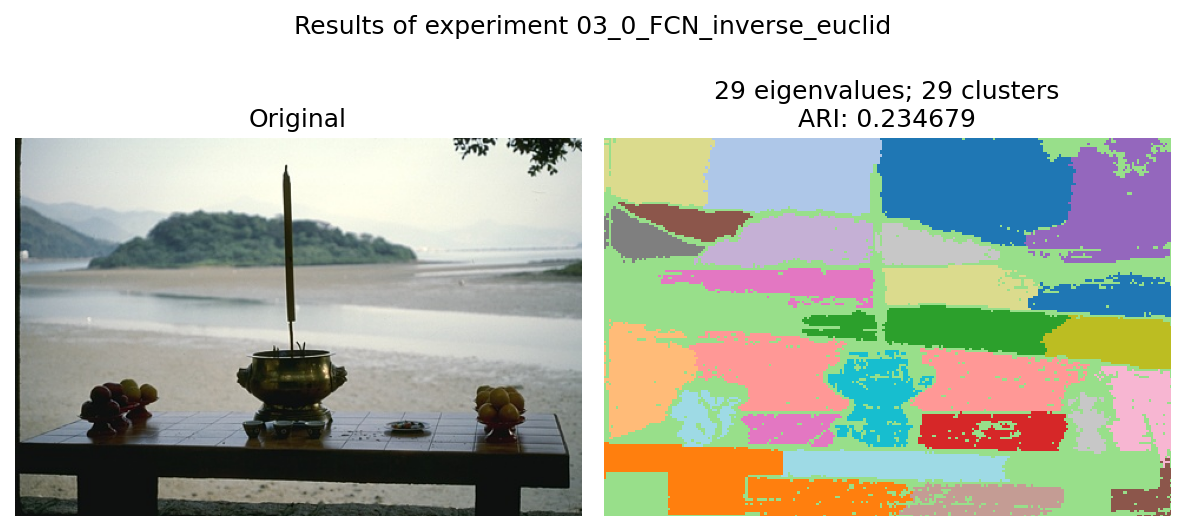 Results of experiment 03_0_FCN_inverse_euclid
Original
29 eigenvalues; 29 clusters
ARI: 0.234679